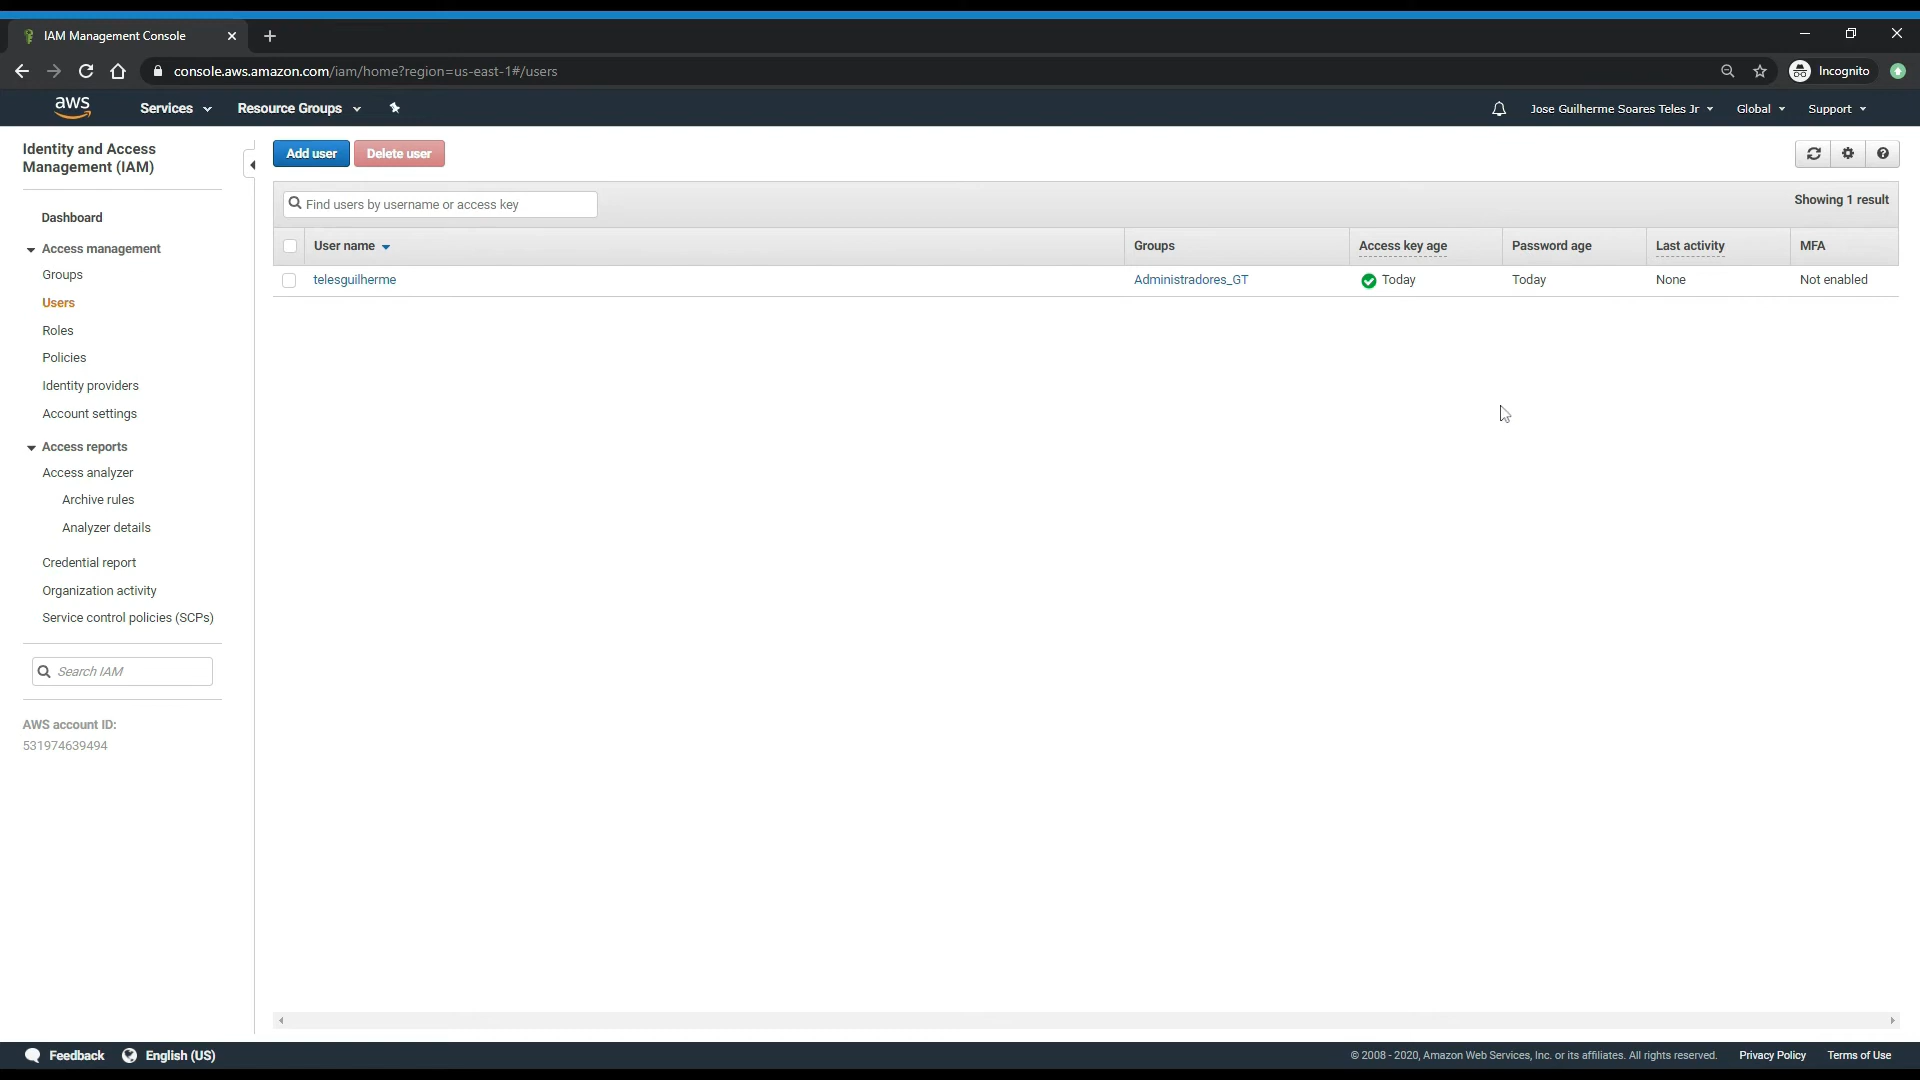 IAM Management Console
console.aws.amazon.com/iam/home?region=us-east-1#/users
Incognito
aws
Services
Resource Groups
Jose Guilherme Soares Teles Jr
Global
Support
Identity and Access
Management (IAM)
Dashboard
Access management
Groups
Users
Roles
Policies
Identity providers
Account settings
Access reports
Access analyzer
Archive rules
Analyzer details
Credential report
Organization activity
Service control policies (SCPs)
Search IAM
AWS account ID:
531974639494
Add user
Delete user
Find users by username or access key
Showing 1 result
User name
Groups
Access key age
Password age
Last activity
MFA
telesguilherme
Administradores_GT
Today
Today
None
Not enabled
Feedback
English (US)
© 2008 - 2020, Amazon Web Services, Inc. or its affiliates. All rights reserved.
Privacy Policy
Terms of Use